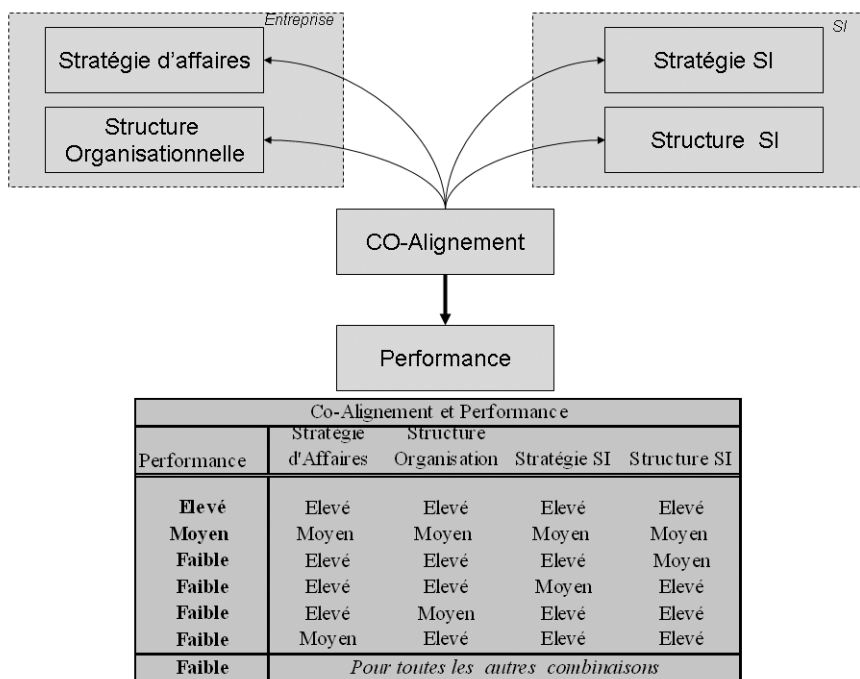 Entreprise
SI
Stratégie d'affaires
Stratégie SI
Structure
Organisationnelle
Structure SI
CO-Alignement
Performance
Co-Alignement et Performance
Performance
Stratégie
d'Affaires
Structure
Organisation
Stratégie SI
Structure SI
Elevé Elevé Elevé Elevé Elevé
Moyen Moyen Moyen Moyen Moyen
Faible Elevé Elevé Elevé Moyen
Faible Elevé Elevé Moyen Elevé
Faible Elevé Moyen Elevé Elevé
Faible Moyen Elevé Elevé Elevé
Faible Pour toutes les autres combinaisons